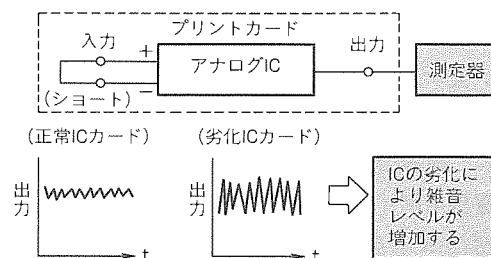 プリントカード
入力
+
アナログIC
出力
測定器
(ショート)
−
(正常ICカード)
(劣化ICカード)
出力
t
出力
t
ICの劣化に
より雑音
レベルが
増加する